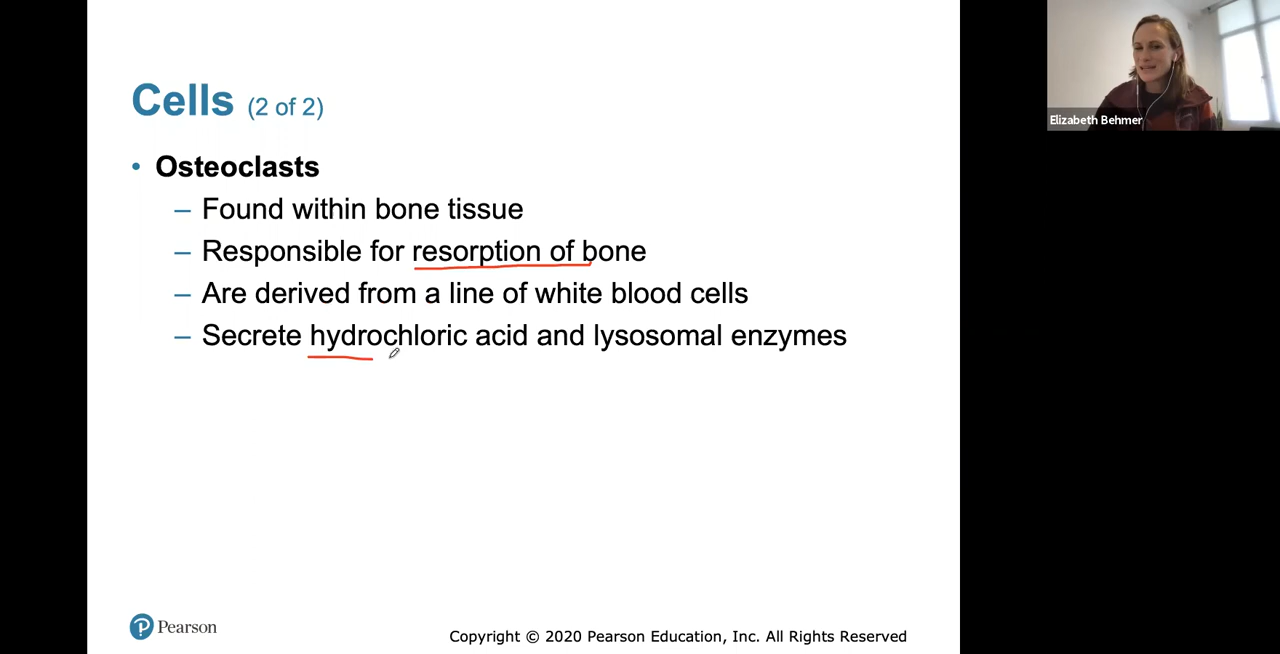 Cells (2 of 2)
• Osteoclasts
– Found within bone tissue
– Responsible for resorption of bone
– Are derived from a line of white blood cells
– Secrete hydrochloric acid and lysosomal enzymes
Elizabeth Behmer
Pearson
Copyright © 2020 Pearson Education, Inc. All Rights Reserved